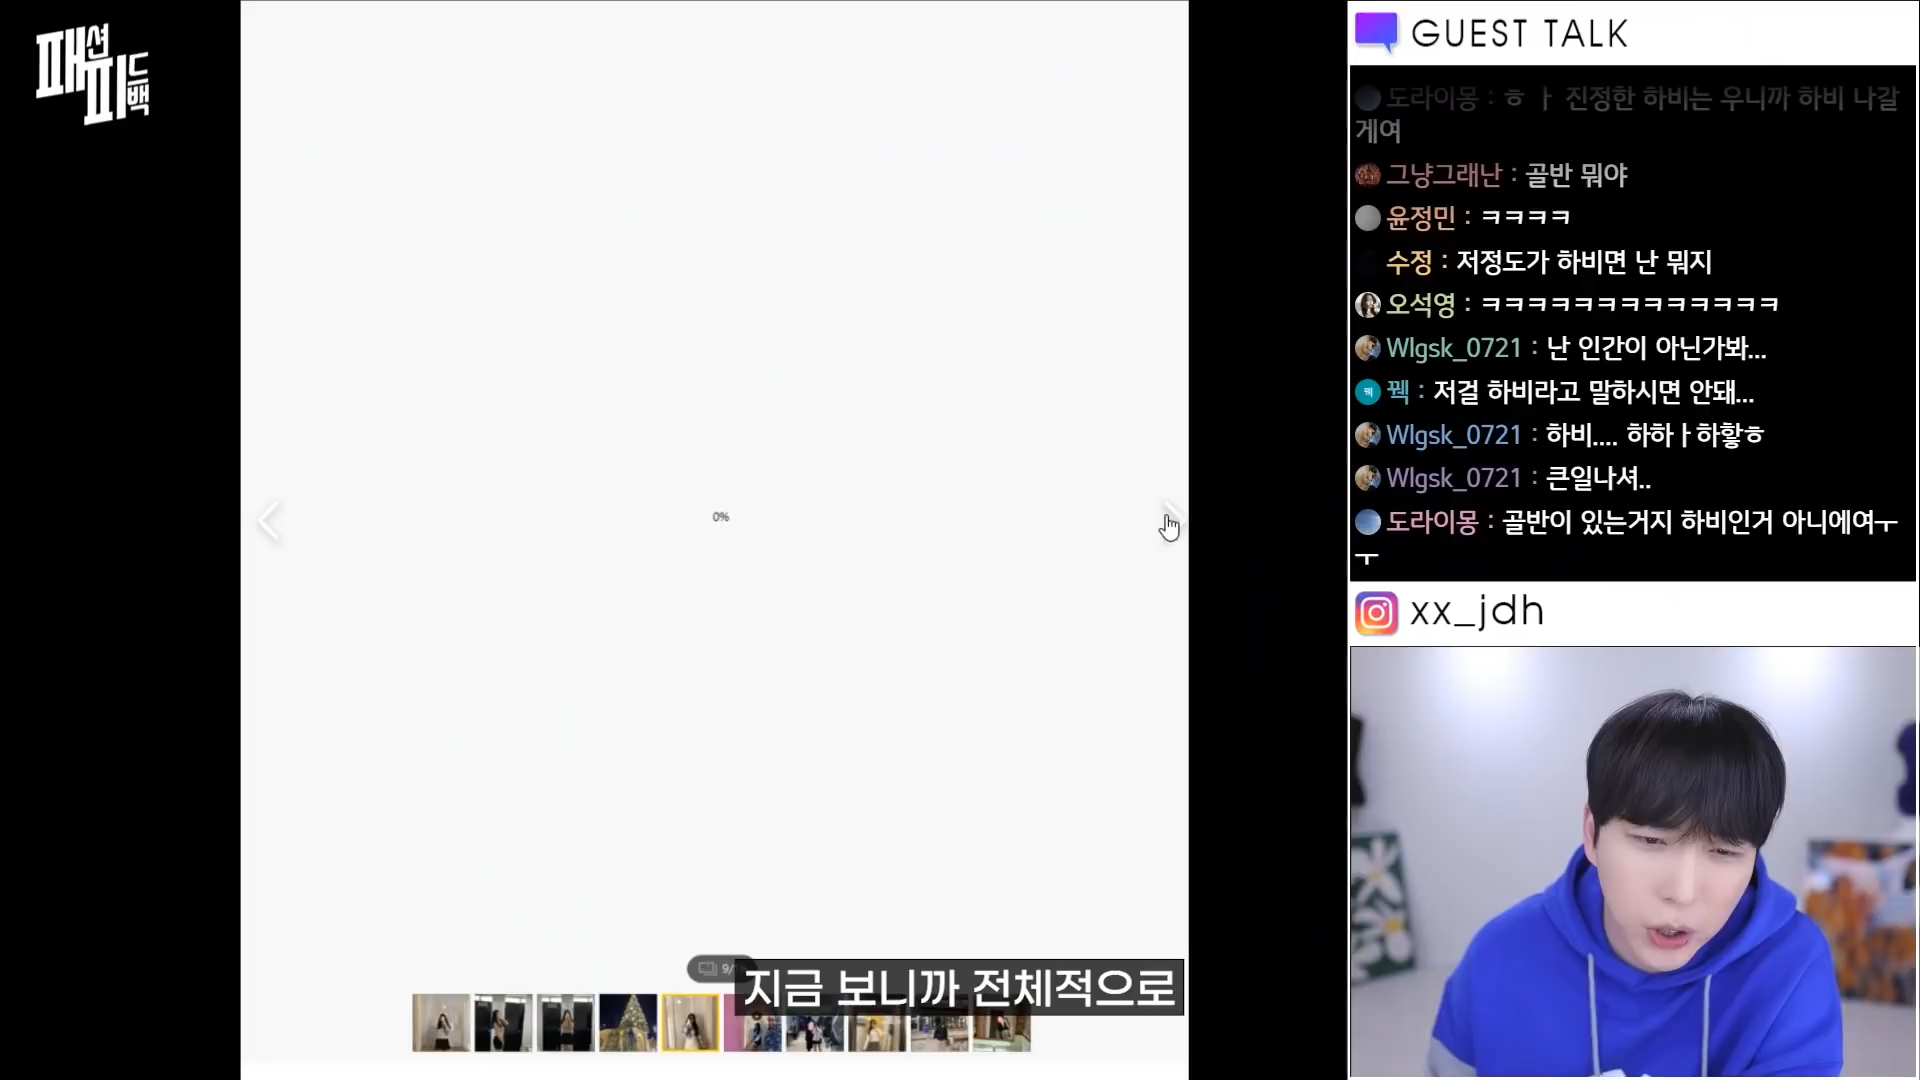 패션
피드백
GUEST TALK
도라이몽 : ㅎ ㅏ 진정한 하비는 우니까 하비 나갈
게여
그냥그래난 : 골반 뭐야
윤정민 : ㅋㅋㅋㅋ
수정 : 저정도가 하비면 난 뭐지
오석영 : ㅋㅋㅋㅋㅋㅋㅋㅋㅋㅋㅋㅋㅋ
Wlgsk_0721 : 난 인간이 아닌가봐...
꿱 : 저걸 하비라고 말하시면 안돼...
Wlgsk_0721 : 하비.... 하하ㅏ하핳ㅎ
Wlgsk_0721 : 큰일나셔..
도라이몽 : 골반이 있는거지 하비인거 아니에여ㅜ
ㅜ
0%
xx_jdh
9/
지금 보니까 전체적으로